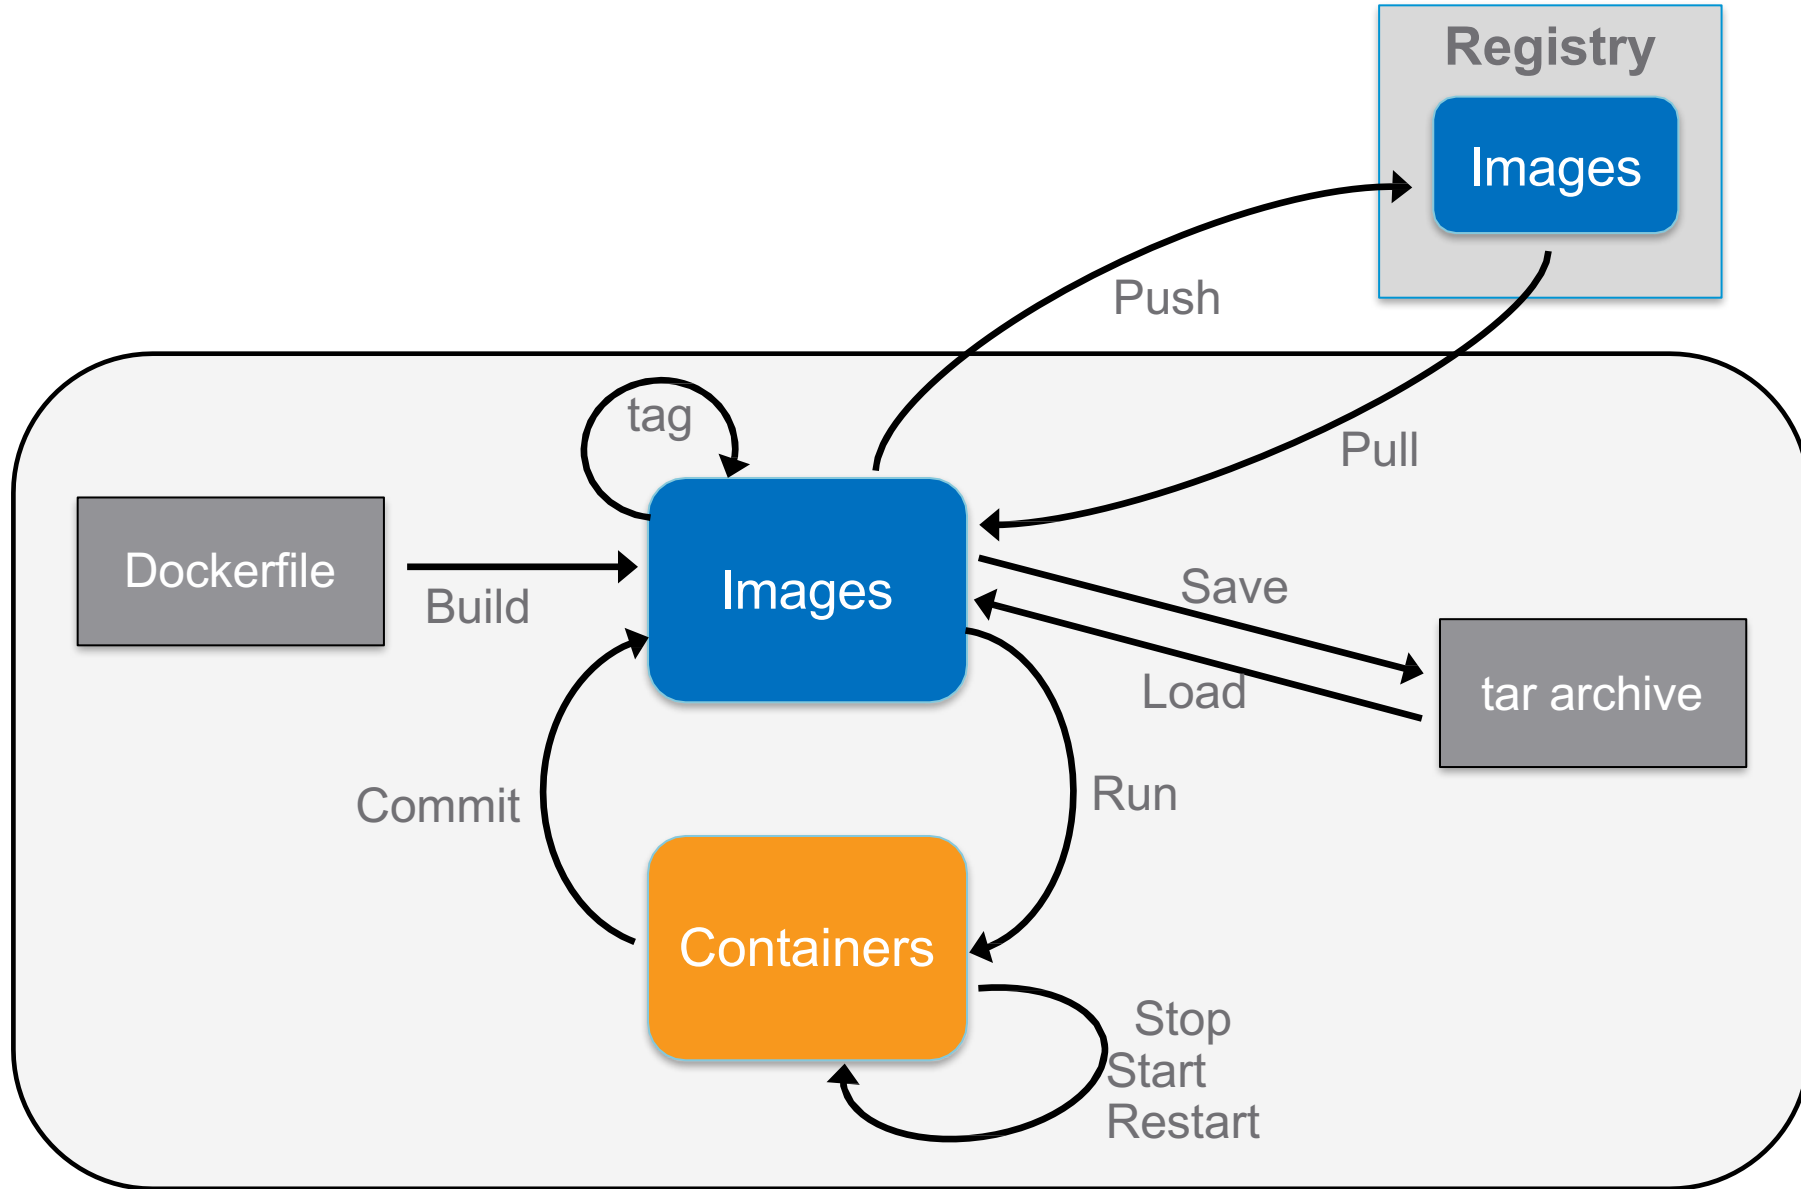 Registry
Images
Push
tag
Pull
Dockerfile
Build
Images
Save
Load
tar archive
Commit
Run
Containers
Stop
Start
Restart